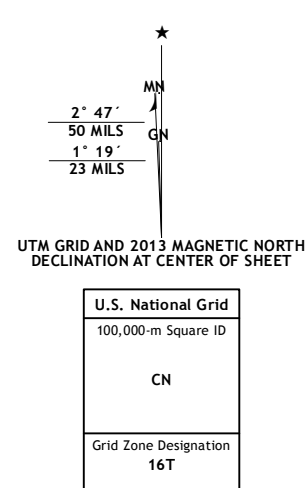 ★
MN
2° 47´
50 MILS
GN
1° 19´
23 MILS
UTM GRID AND 2013 MAGNETIC NORTH
DECLINATION AT CENTER OF SHEET
U.S. National Grid
100,000-m Square ID
CN
Grid Zone Designation
16T